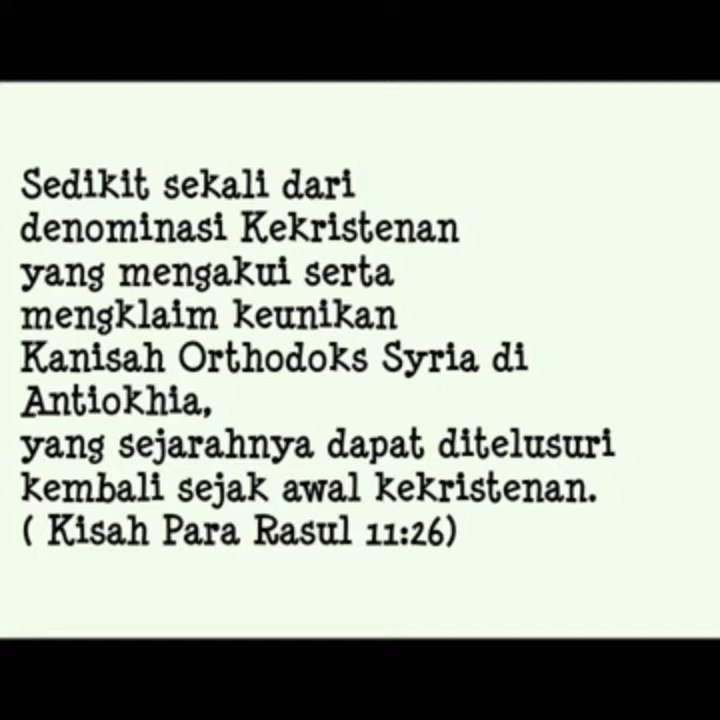 Sedikit sekali dari
denominasi Kekristenan
yang mengakui serta
mengklaim keunikan
Kanisah Orthodoks Syria di
Antiokhia,
yang sejarahnya dapat ditelusuri
kembali sejak awal kekristenan.
( Kisah Para Rasul 11:26)